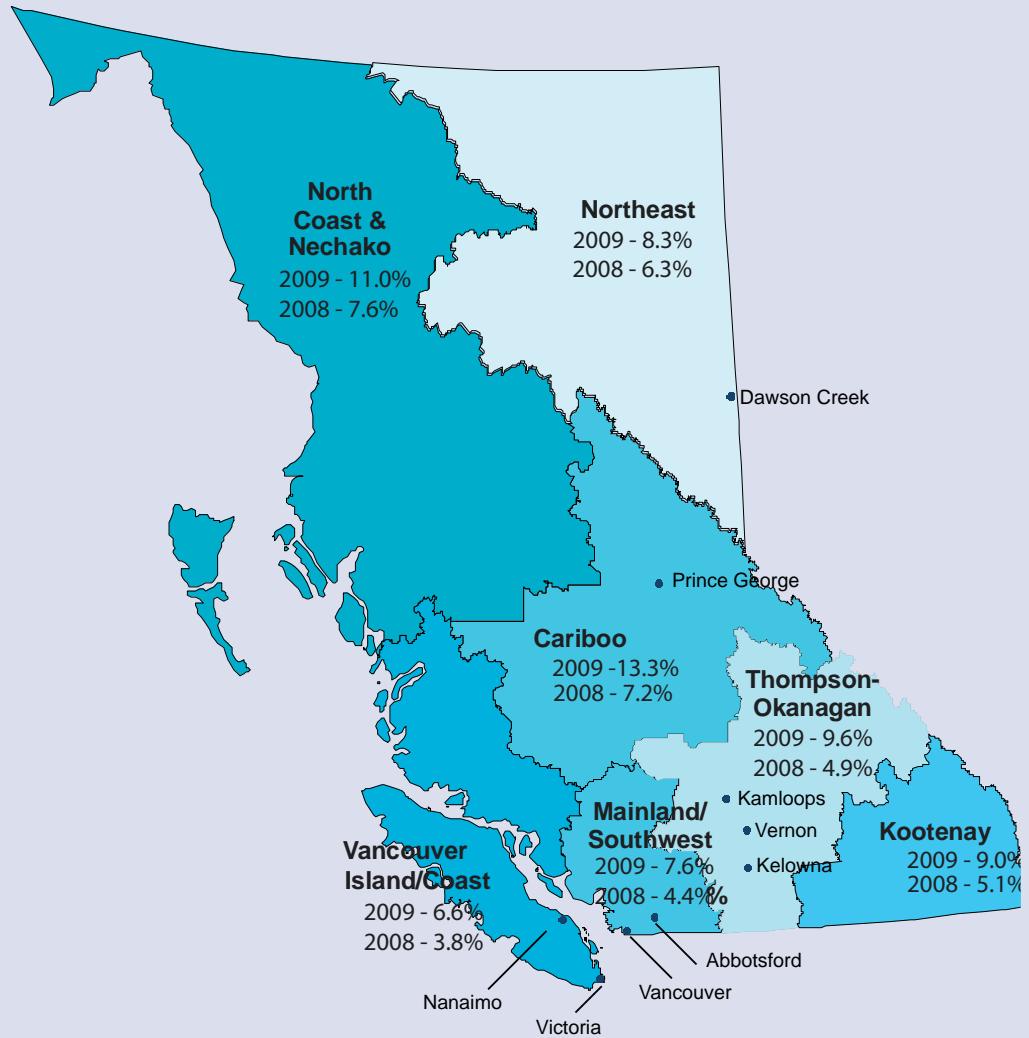 North
Coast &
Nechako
2009 - 11.0%
2008 - 7.6%
Northeast
2009 - 8.3%
2008 - 6.3%
Dawson Creek
Prince George
Cariboo
2009 -13.3%
2008 - 7.2%
Thompson-
Okanagan
2009 - 9.6%
2008 - 4.9%
Kamloops
Vernon
Kelowna
Mainland/
Southwest
2009 - 7.6%
2008 - 4.4%%
Kootenay
2009 - 9.0%
2008 - 5.1%
Vancouver
Island/Coast
2009 - 6.6%
2008 - 3.8%
Abbotsford
Vancouver
Nanaimo
Victoria